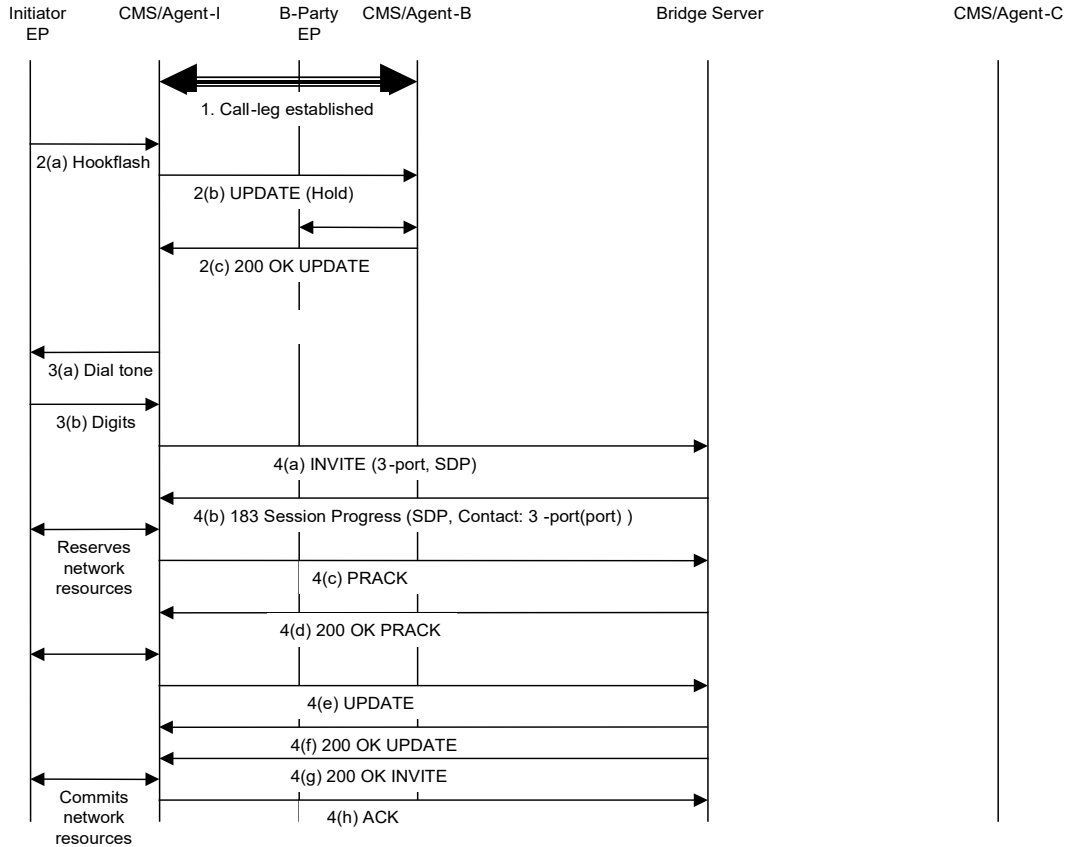 Initiator EP
CMS/Agent-I
B-Party EP
CMS/Agent-B
Bridge Server
CMS/Agent-C
1. Call-leg established
2(a) Hookflash
2(b) UPDATE (Hold)
2(c) 200 OK UPDATE
3(a) Dial tone
3(b) Digits
4(a) INVITE (3-port, SDP)
4(b) 183 Session Progress (SDP, Contact: 3 -port(port) )
Reserves
network
resources
4(c) PRACK
4(d) 200 OK PRACK
4(e) UPDATE
4(f) 200 OK UPDATE
4(g) 200 OK INVITE
Commits
network
resources
4(h) ACK